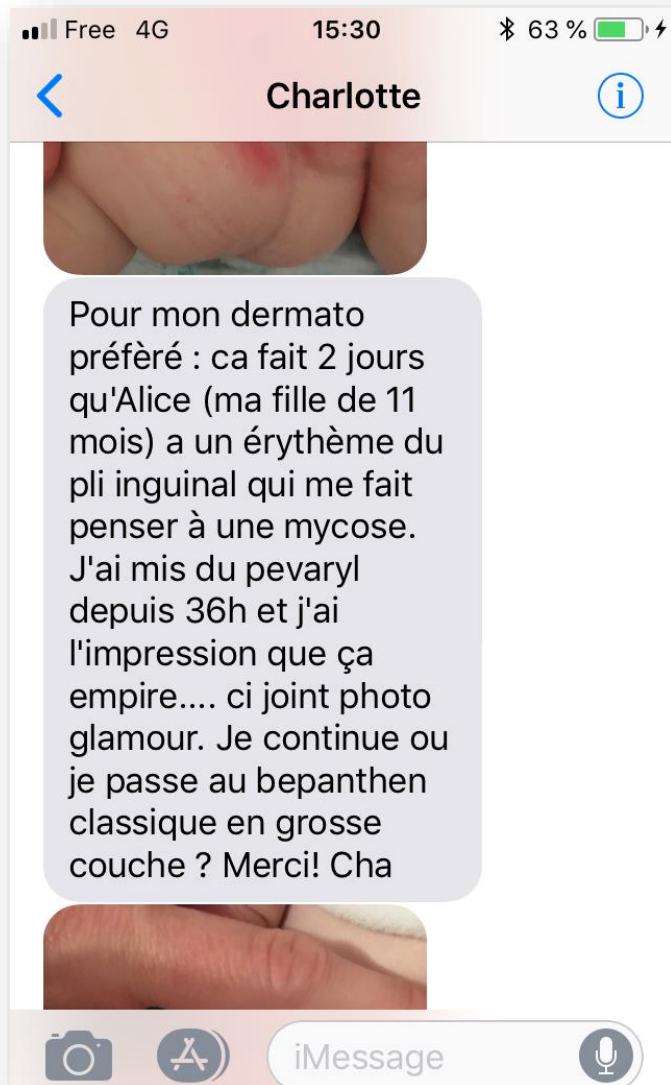 Free 4G 15:30 63 %
Charlotte
Pour mon dermato
préfèré : ca fait 2 jours
qu'Alice (ma fille de 11
mois) a un érythème du
pli inguinal qui me fait
penser à une mycose.
J'ai mis du pevaryl
depuis 36h et j'ai
l'impression que ça
empire.... ci joint photo
glamour. Je continue ou
je passe au bepanthen
classique en grosse
couche ? Merci! Cha
iMessage